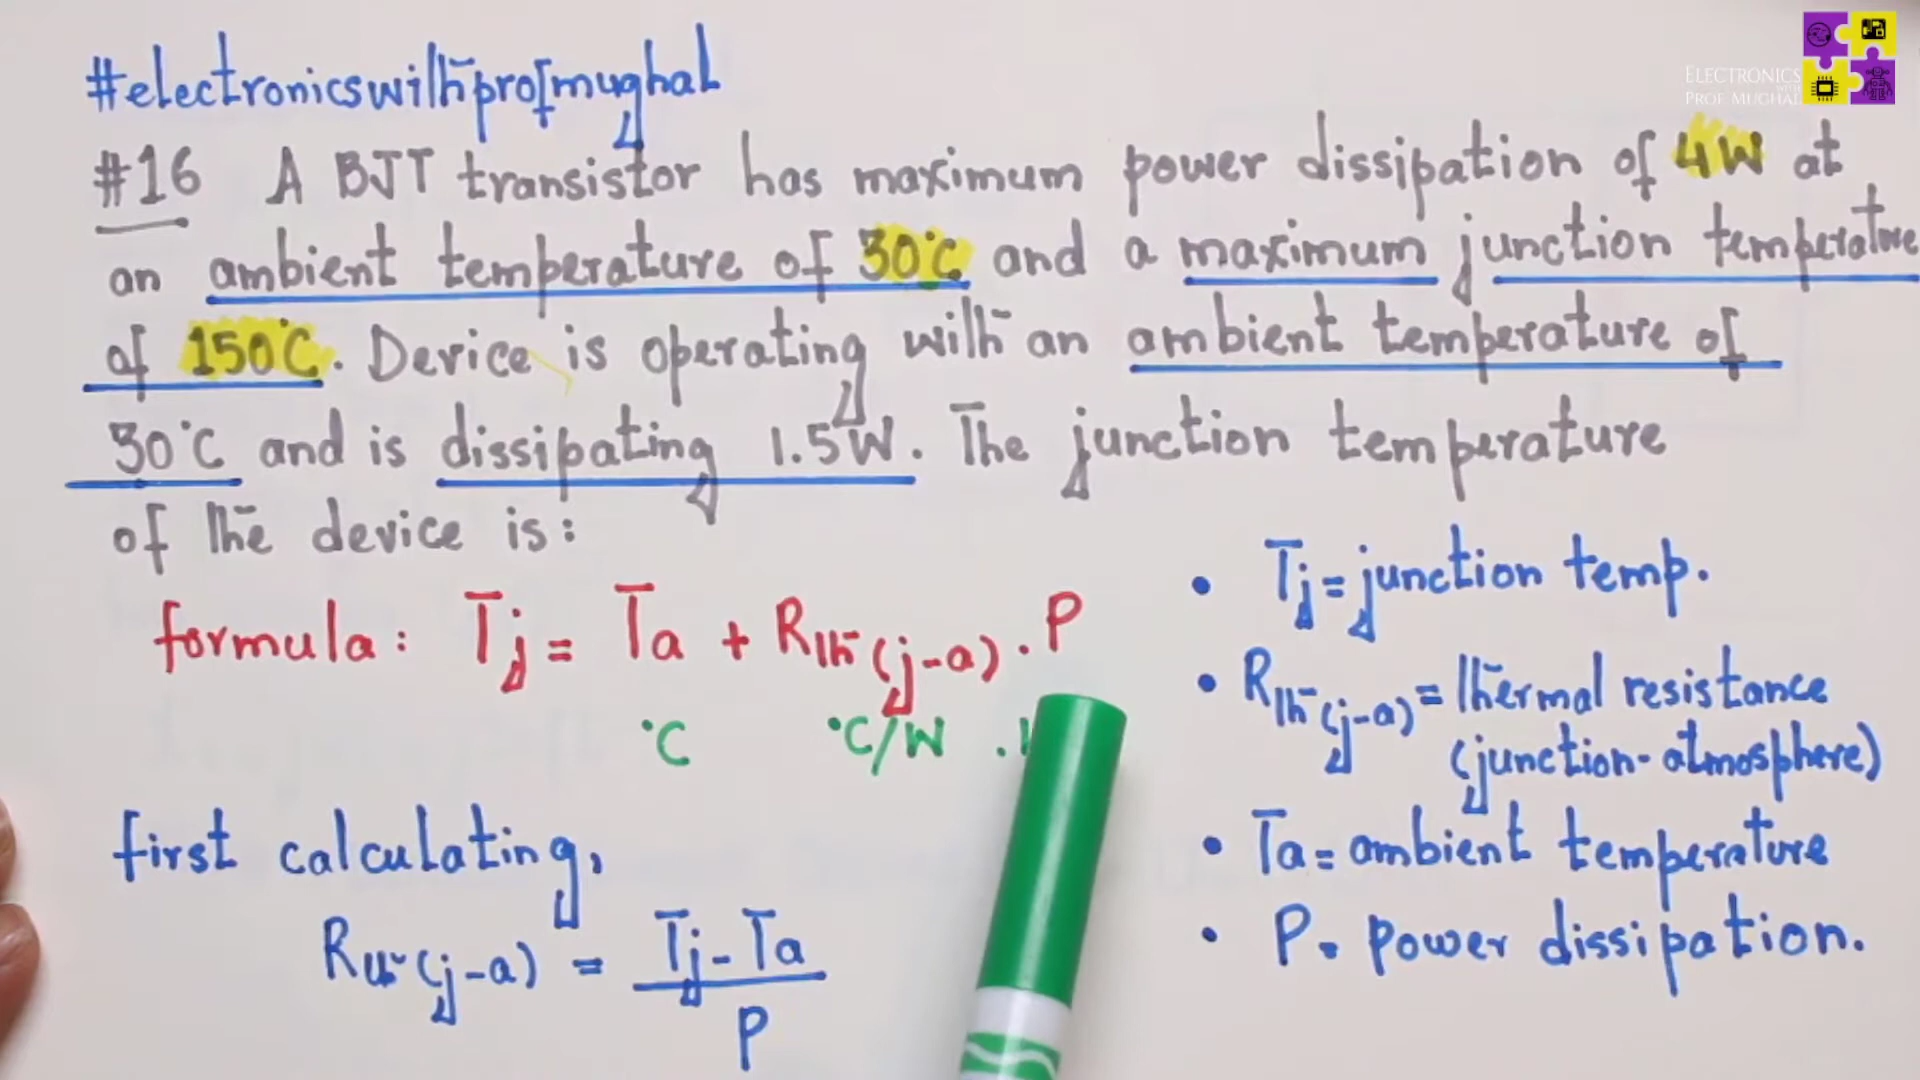 #electronicswithprofmughal
ELECTRONICS
WITH
PROF. MUGHAL
#16 A BJT transistor has maximum power dissipation of 4W at
an ambient temperature of 30°C and a maximum junction temperature
of 150°C. Device is operating with an ambient temperature of
30°C and is dissipating 1.5W. The junction temperature
of the device is:
formula: Tj = Ta + Rth(j-a) . P
°C °C/W .
first calculating,
Rth(j-a) = Tj - Ta
P
• Tj = junction temp.
• Rth(j-a) = thermal resistance
(junction-atmosphere)
• Ta = ambient temperature
• P = power dissipation.